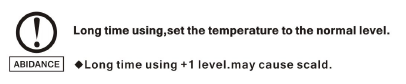 Long time using,set the temperature to the normal level.
ABIDANCE
◆Long time using +1 level.may cause scald.